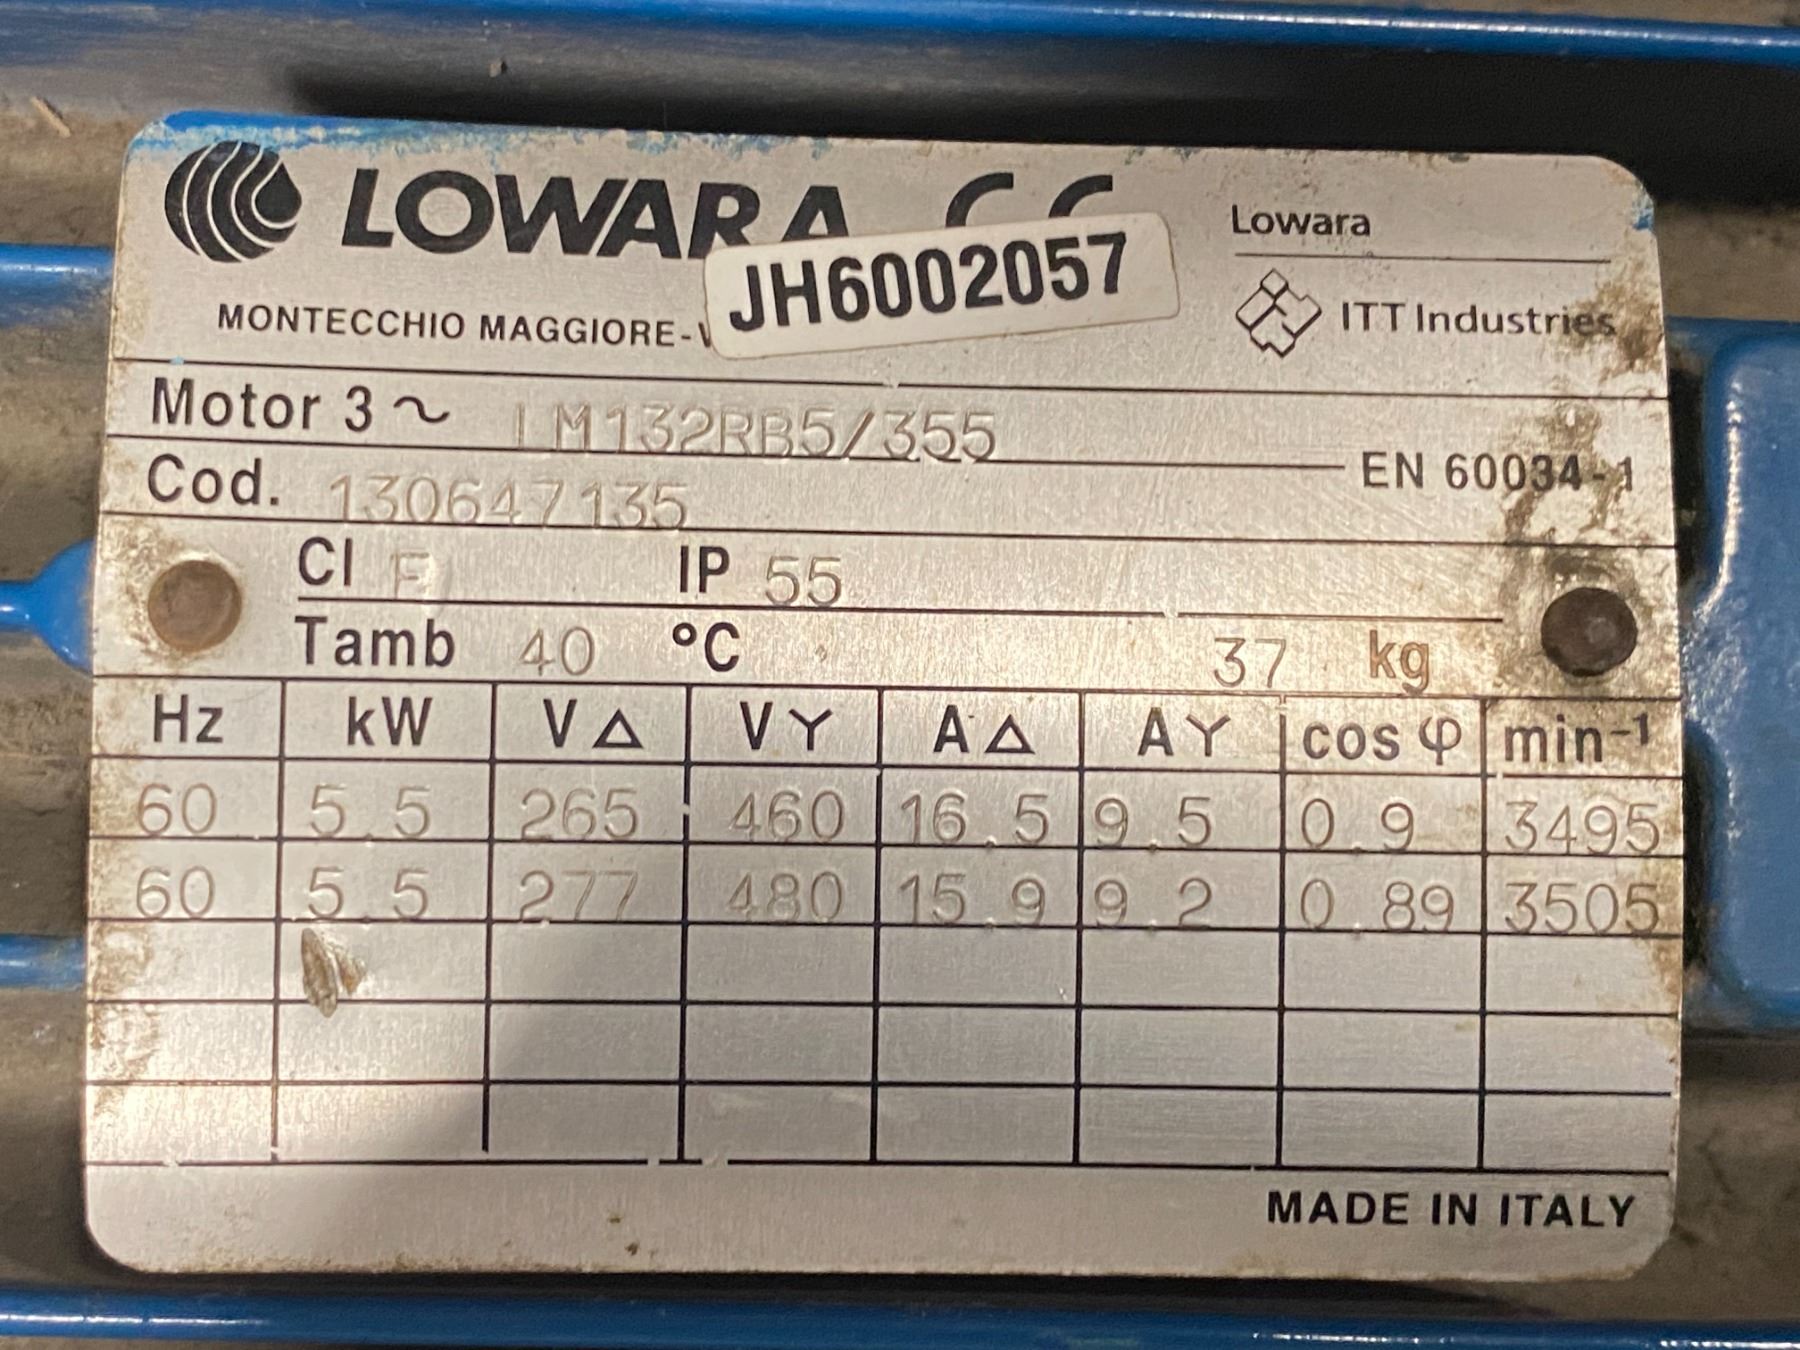 LOWARA CE
Lowara
JH6002057
MONTECCHIO MAGGIORE-
ITT Industries
Motor 3 ~ LM132RB5/355
EN 60034-1
Cod. 130647135
Cl F IP 55
Tamb 40 °C 37 kg
Hz kW V △ V Y A △ A Y cos φ min-1
60 5.5 265 460 16.5 9.5 0.9 3495
60 5.5 277 480 15.9 9.2 0.89 3505
MADE IN ITALY